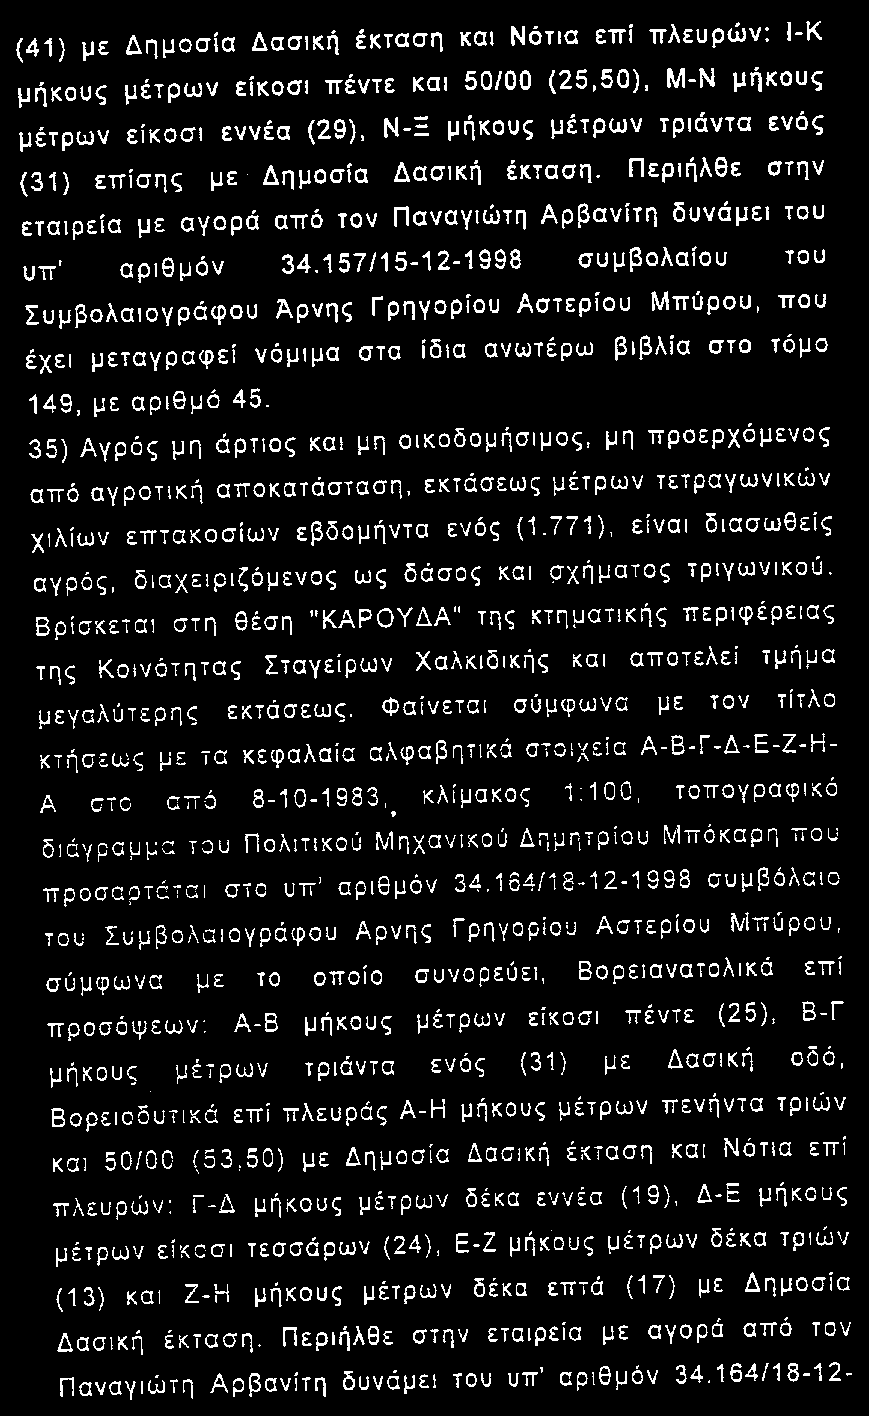 (41) με Δημοσία Δασική έκταση και Νότια επί πλευρών: Ι-Κ
μήκους μέτρων είκοσι πέντε και 50/00 (25,50), Μ-Ν μήκους
μέτρων είκοσι εννέα (29), Ν-Ξ μήκους μέτρων τριάντα ενός
(31) επίσης με Δημοσία Δασική έκταση. Περιήλθε στην
εταιρεία με αγορά από τον Παναγιώτη Αρβανίτη δυνάμει του
υπ' αριθμόν 34.157/15-12-1998 συμβολαίου του
Συμβολαιογράφου Άρνης Γρηγορίου Αστερίου Μπύρου, που
έχει μεταγραφεί νόμιμα στα ίδια ανωτέρω βιβλία στο τόμο
149, με αριθμό 45.
35) Αγρός μη άρτιος και μη οικοδομήσιμος, μη προερχόμενος
από αγροτική αποκατάσταση, εκτάσεως μέτρων τετραγωνικών
χιλίων επτακοσίων εβδομήντα ενός (1.771), είναι διασωθείς
αγρός, διαχειριζόμενος ως δάσος και σχήματος τριγωνικού.
Βρίσκεται στη θέση "ΚΑΡΟΥΔΑ" της κτηματικής περιφέρειας
της Κοινότητας Σταγείρων Χαλκιδικής και αποτελεί τμήμα
μεγαλύτερης εκτάσεως. Φαίνεται σύμφωνα με τον τίτλο
κτήσεως με τα κεφαλαία αλφαβητικά στοιχεία Α-Β-Γ-Δ-Ε-Ζ-Η-
Α στο από 8-10-1983, κλίμακος 1:100, τοπογραφικό
διάγραμμα του Πολιτικού Μηχανικού Δημητρίου Μπόκαρη που
προσαρτάται στο υπ' αριθμόν 34.164/18-12-1998 συμβόλαιο
του Συμβολαιογράφου Αρνης Γρηγορίου Αστερίου Μπύρου,
σύμφωνα με το οποίο συνορεύει, Βορειανατολικά επί
προσόψεων: Α-Β μήκους μέτρων είκοσι πέντε (25), Β-Γ
μήκους μέτρων τριάντα ενός (31) με Δασική οδό,
Βορειοδυτικά επί πλευράς Α-Η μήκους μέτρων πενήντα τριών
και 50/00 (53,50) με Δημοσία Δασική έκταση και Νότια επί
πλευρών: Γ-Δ μήκους μέτρων δέκα εννέα (19), Δ-Ε μήκους
μέτρων είκοσι τεσσάρων (24), Ε-Ζ μήκους μέτρων δέκα τριών
(13) και Ζ-Η μήκους μέτρων δέκα επτά (17) με Δημοσία
Δασική έκταση. Περιήλθε στην εταιρεία με αγορά από τον
Παναγιώτη Αρβανίτη δυνάμει του υπ' αριθμόν 34.164/18-12-